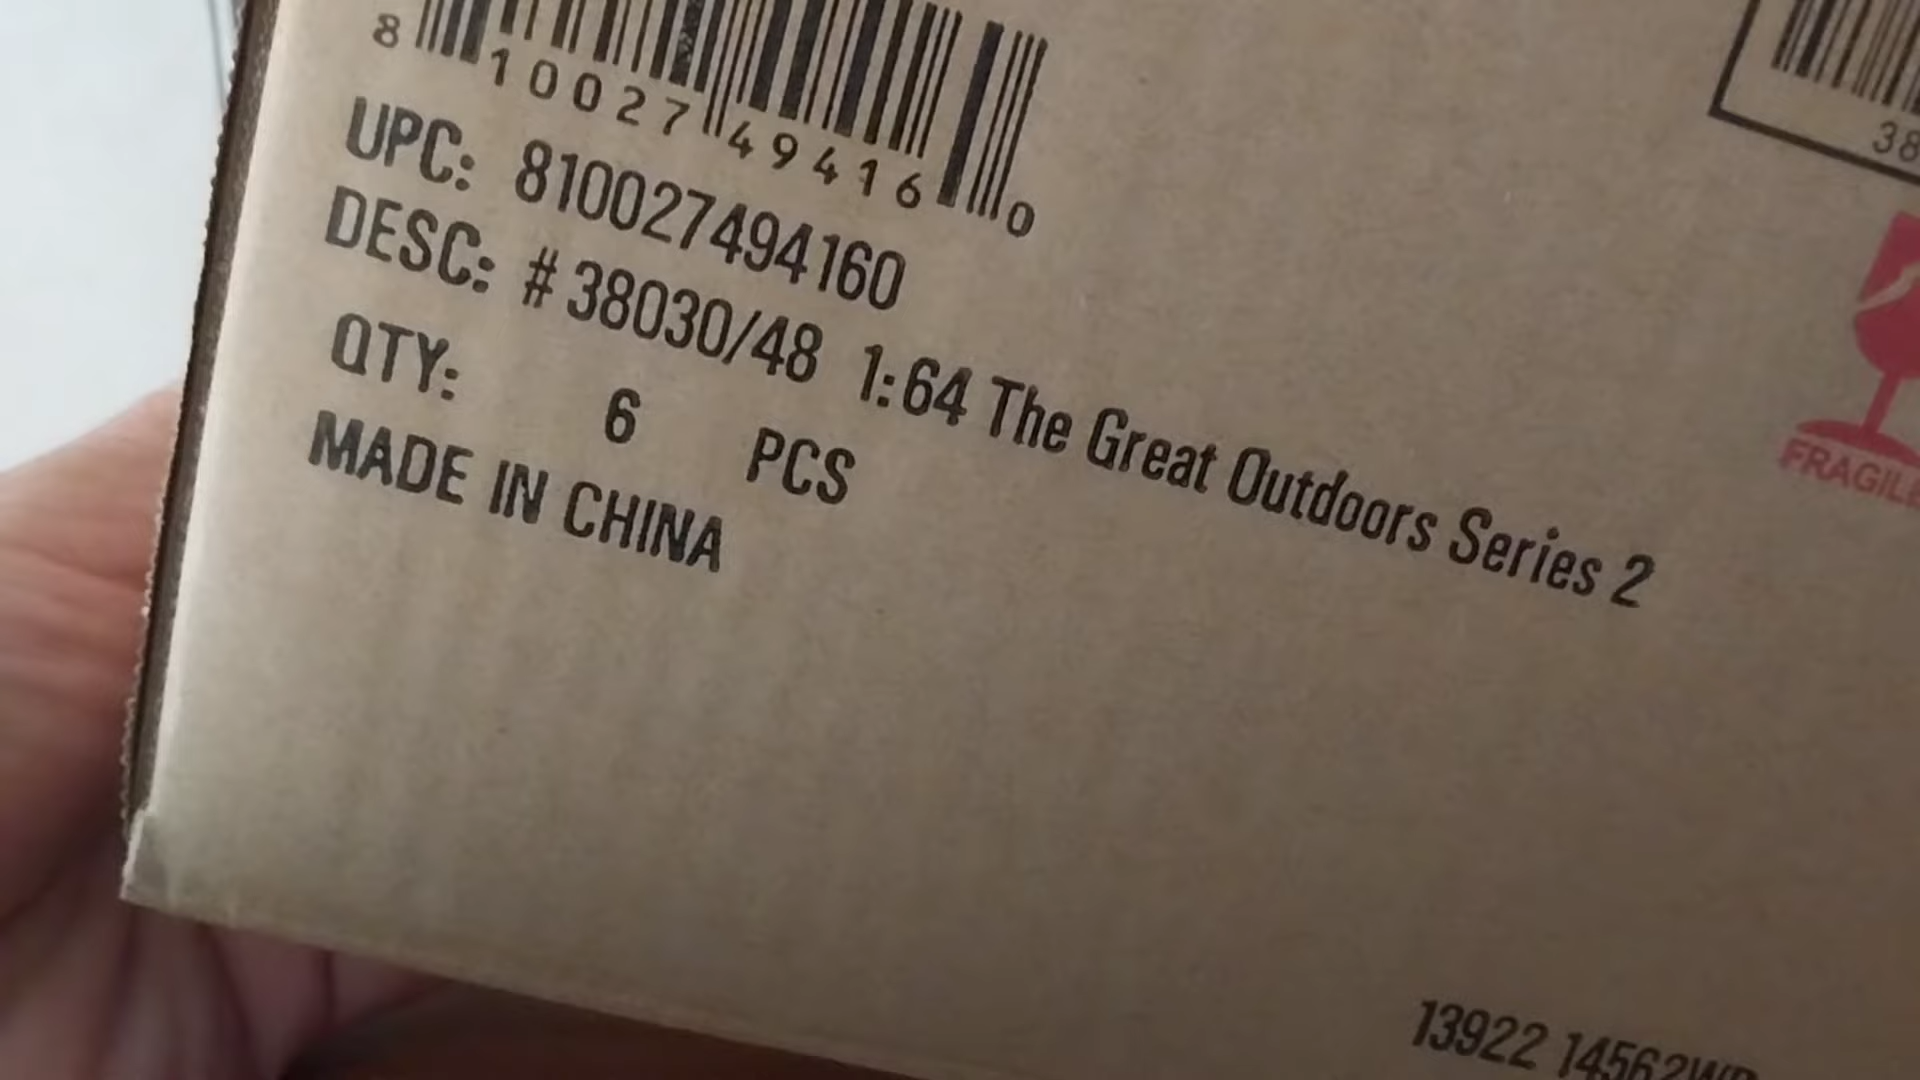 8 10027 49416 0
38
UPC: 810027494160
DESC: #38030/48 1:64 The Great Outdoors Series 2
QTY: 6 PCS
MADE IN CHINA
FRAGILE
13922